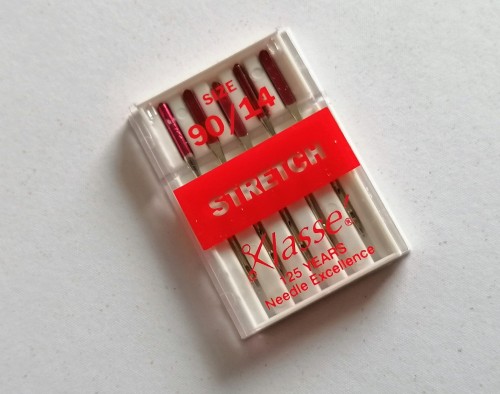 SIZE
90/14
STRETCH
Klasse®
125 YEARS
Needle Excellence